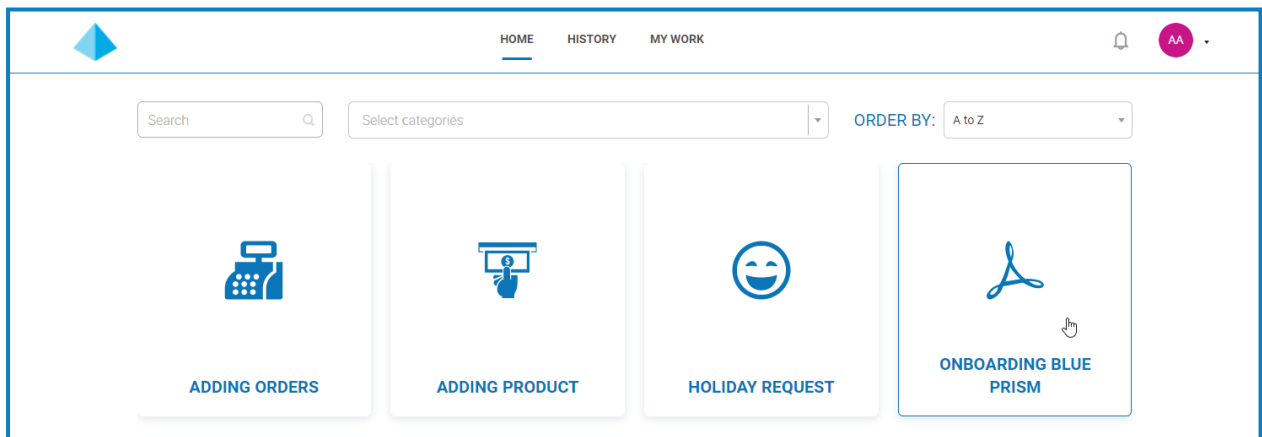 HOME HISTORY MY WORK
AA
Search
Select categories
ORDER BY: A to Z
$
ADDING ORDERS
ADDING PRODUCT
HOLIDAY REQUEST
ONBOARDING BLUE
PRISM